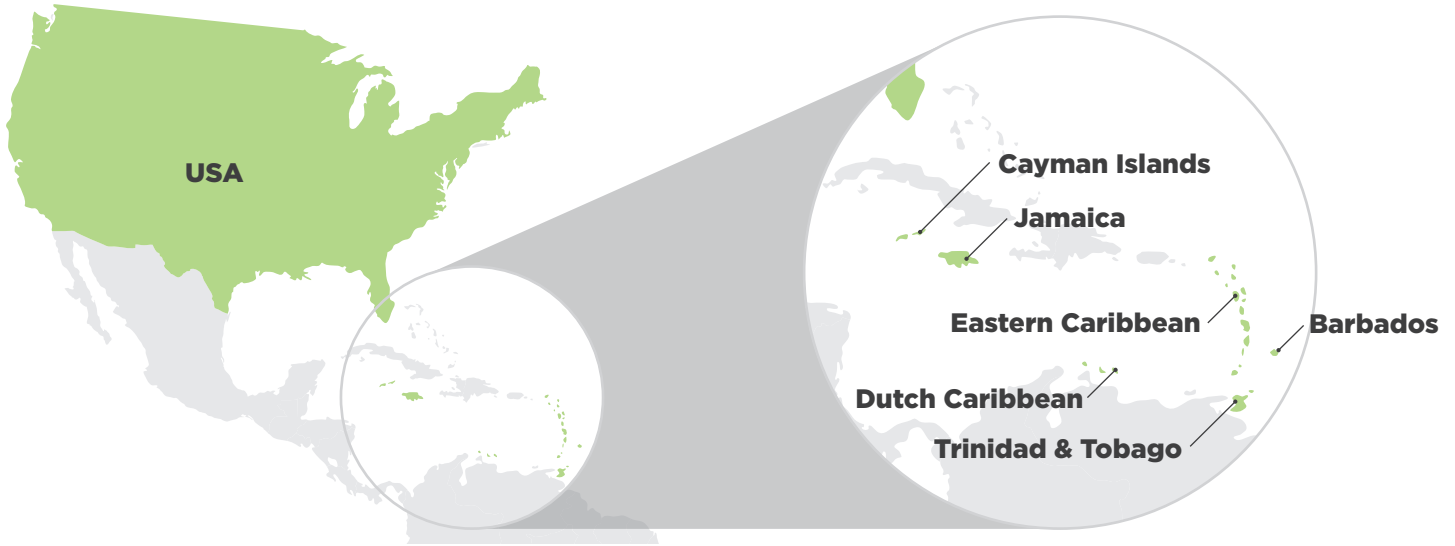 USA
Cayman Islands
Jamaica
Eastern Caribbean
Barbados
Dutch Caribbean
Trinidad & Tobago